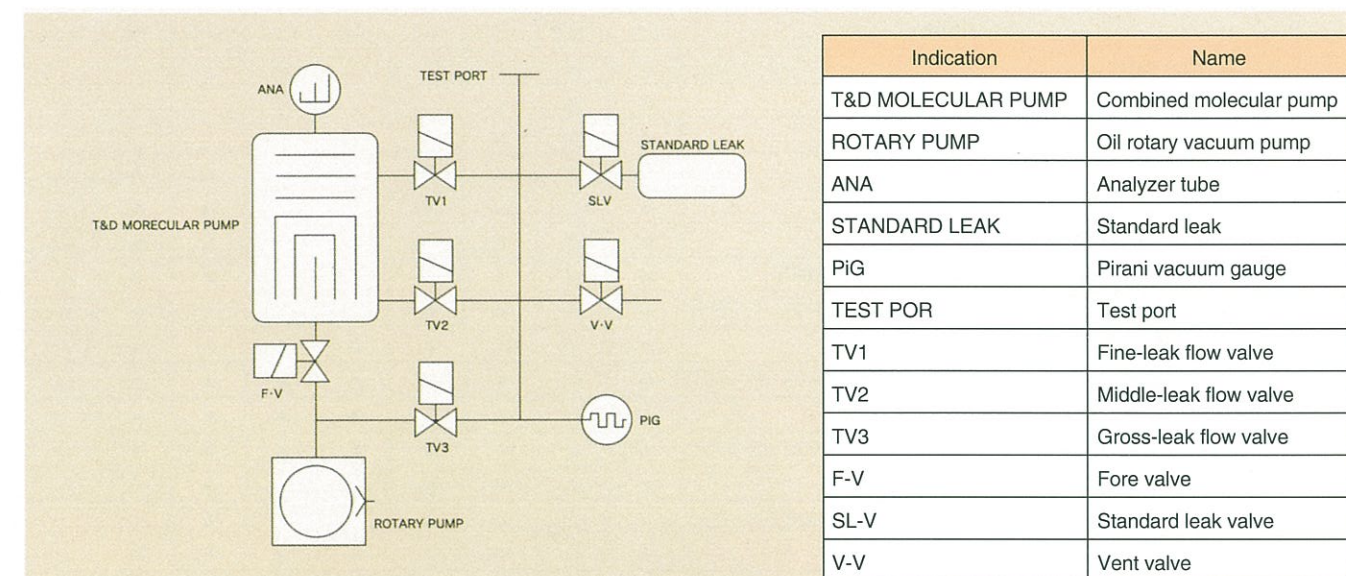 ANA
TEST PORT
STANDARD LEAK
TV1
SLV
T&D MORECULAR PUMP
TV2
V·V
F·V
TV3
PIG
ROTARY PUMP
Indication Name
T&D MOLECULAR PUMP Combined molecular pump
ROTARY PUMP Oil rotary vacuum pump
ANA Analyzer tube
STANDARD LEAK Standard leak
PiG Pirani vacuum gauge
TEST POR Test port
TV1 Fine-leak flow valve
TV2 Middle-leak flow valve
TV3 Gross-leak flow valve
F-V Fore valve
SL-V Standard leak valve
V-V Vent valve